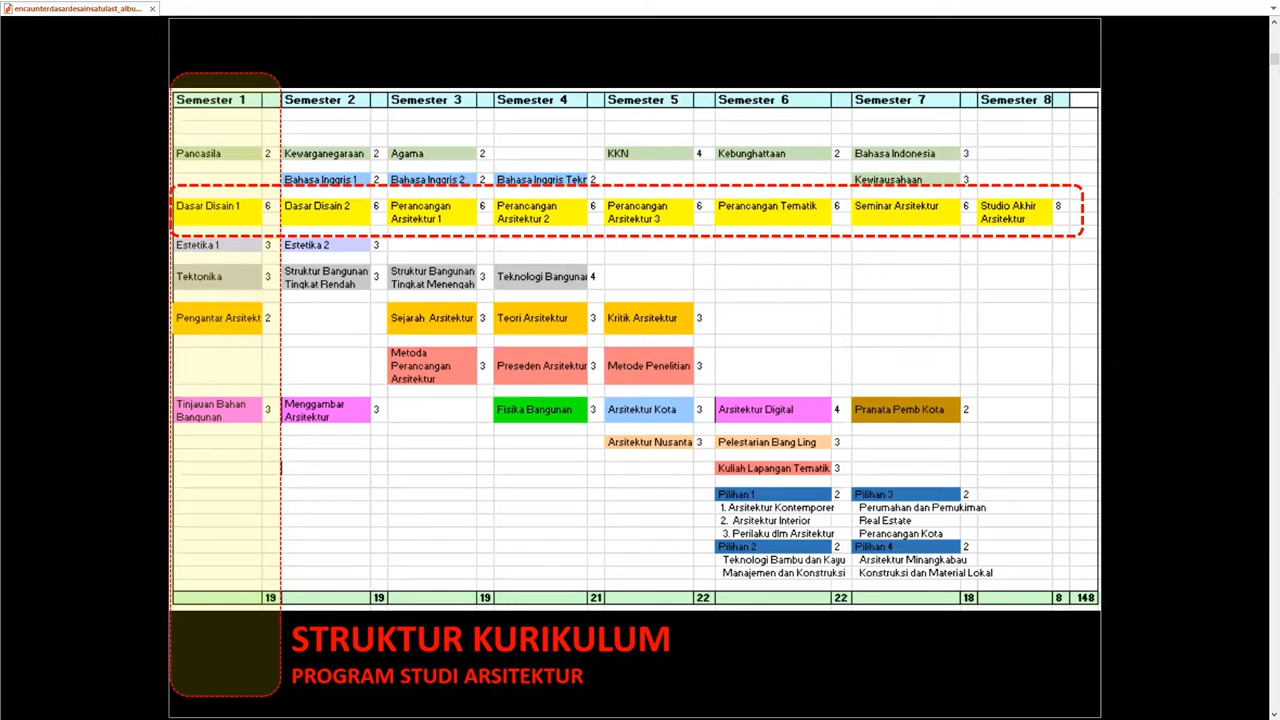 encaunterdasardesainsatulast_albu...
Semester 1 Semester 2 Semester 3 Semester 4 Semester 5 Semester 6 Semester 7 Semester 8
Pancasila 2 Kewarganegaraan 2 Agama 2 KKN 4 Kebunghattaan 2 Bahasa Indonesia 3
Bahasa Inggris 1 2 Bahasa Inggris 2 2 Bahasa Inggris Tekn 2 Kewirausahaan 3
Dasar Disain 1 6 Dasar Disain 2 6 Perancangan 6 Perancangan 6 Perancangan 6 Perancangan Tematik 6 Seminar Arsitektur 6 Studio Akhir 8
Arsitektur 1 Arsitektur 2 Arsitektur 3 Arsitektur
Estetika 1 3 Estetika 2 3
Tektonika 3 Struktur Bangunan 3 Struktur Bangunan 3 Teknologi Bangunan 4
Tingkat Rendah Tingkat Menengah
Pengantar Arsitekt 2 Sejarah Arsitektur 3 Teori Arsitektur 3 Kritik Arsitektur 3
Metoda
Perancangan 3 Preseden Arsitektur 3 Metode Penelitian 3
Arsitektur
Tinjauan Bahan 3 Menggambar 3 Fisika Bangunan 3 Arsitektur Kota 3 Arsitektur Digital 4 Pranata Pemb Kota 2
Bangunan Arsitektur
Arsitektur Nusanta 3 Pelestarian Bang Ling 3
Kuliah Lapangan Tematik 3
Pilihan 1 2 Pilihan 3 2
1. Arsitektur Kontemporer Perumahan dan Pemukiman
2. Arsitektur Interior Real Estate
3. Perilaku dlm Arsitektur Perancangan Kota
Pilihan 2 2 Pilihan 4 2
Teknologi Bambu dan Kayu Arsitektur Minangkabau
Manajemen dan Konstruksi Konstruksi dan Material Lokal
19 19 19 21 22 22 18 8 148
STRUKTUR KURIKULUM
PROGRAM STUDI ARSITEKTUR